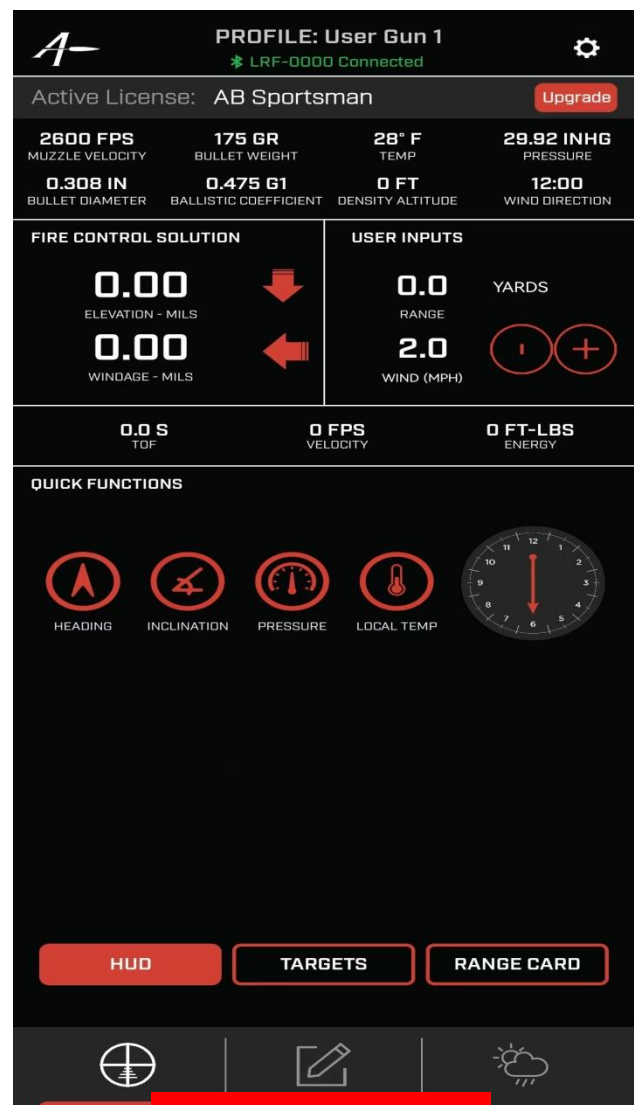 PROFILE: User Gun 1
LRF-0000 Connected
Active License: AB Sportsman Upgrade
2600 FPS 175 GR 28° F 29.92 INHG
MUZZLE VELOCITY BULLET WEIGHT TEMP PRESSURE
0.308 IN 0.475 G1 0 FT 12:00
BULLET DIAMETER BALLISTIC COEFFICIENT DENSITY ALTITUDE WIND DIRECTION
FIRE CONTROL SOLUTION USER INPUTS
0.00 0.0 YARDS
ELEVATION - MILS RANGE
0.00 2.0
WINDAGE - MILS WIND (MPH)
0.0 S 0 FPS 0 FT-LBS
TOF VELOCITY ENERGY
QUICK FUNCTIONS
12 1 2 3 4 5 6 7 8 9 10 11
HEADING INCLINATION PRESSURE LOCAL TEMP
HUD TARGETS RANGE CARD